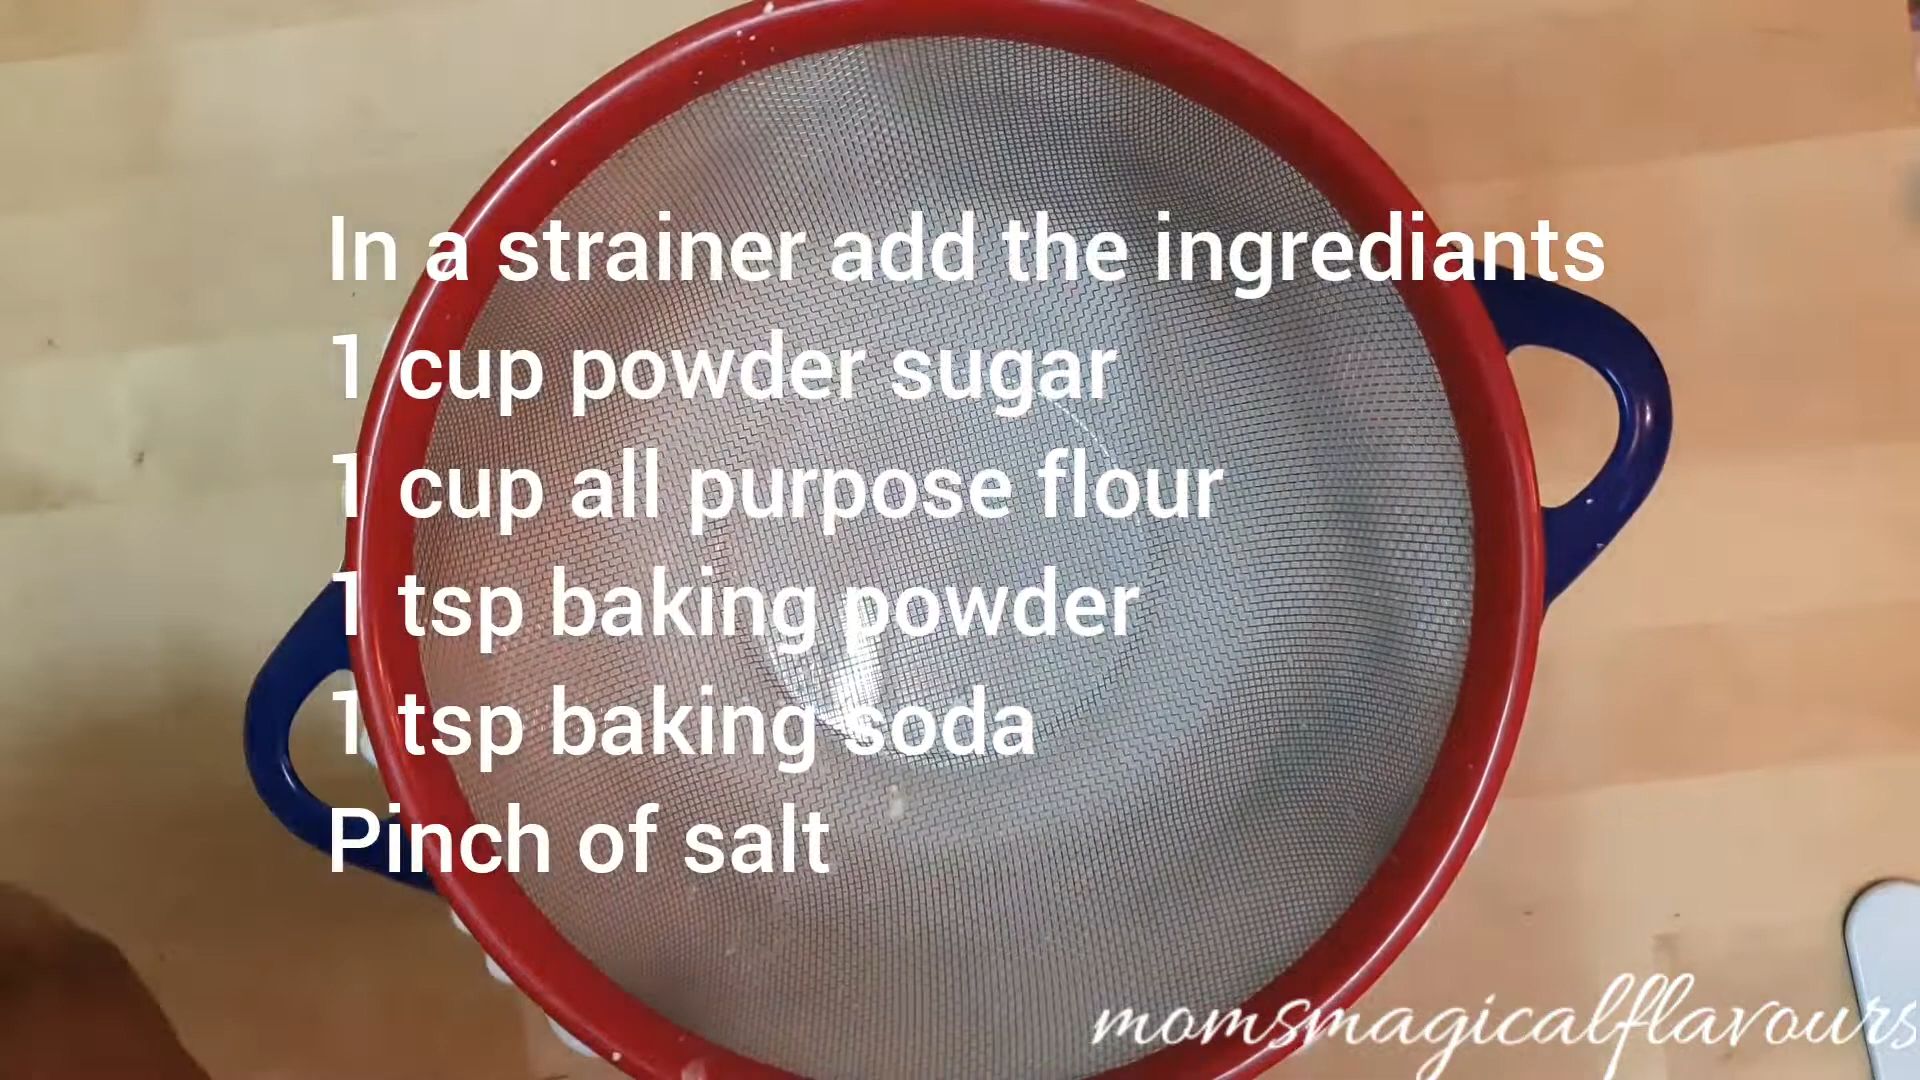 In a strainer add the ingrediants
1 cup powder sugar
1 cup all purpose flour
1 tsp baking powder
1 tsp baking soda
Pinch of salt
momsmagicalflavours